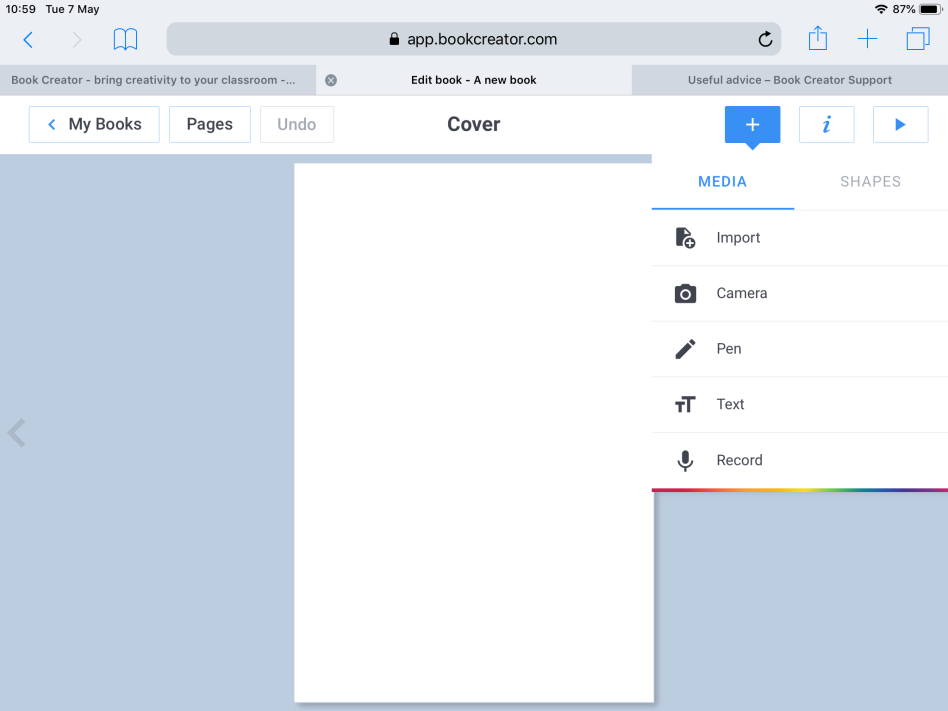 10:59 Tue 7 May 87%
app.bookcreator.com
Book Creator - bring creativity to your classroom -... Edit book - A new book Useful advice – Book Creator Support
My Books Pages Undo Cover + i
MEDIA SHAPES
Import
Camera
Pen
TT Text
Record